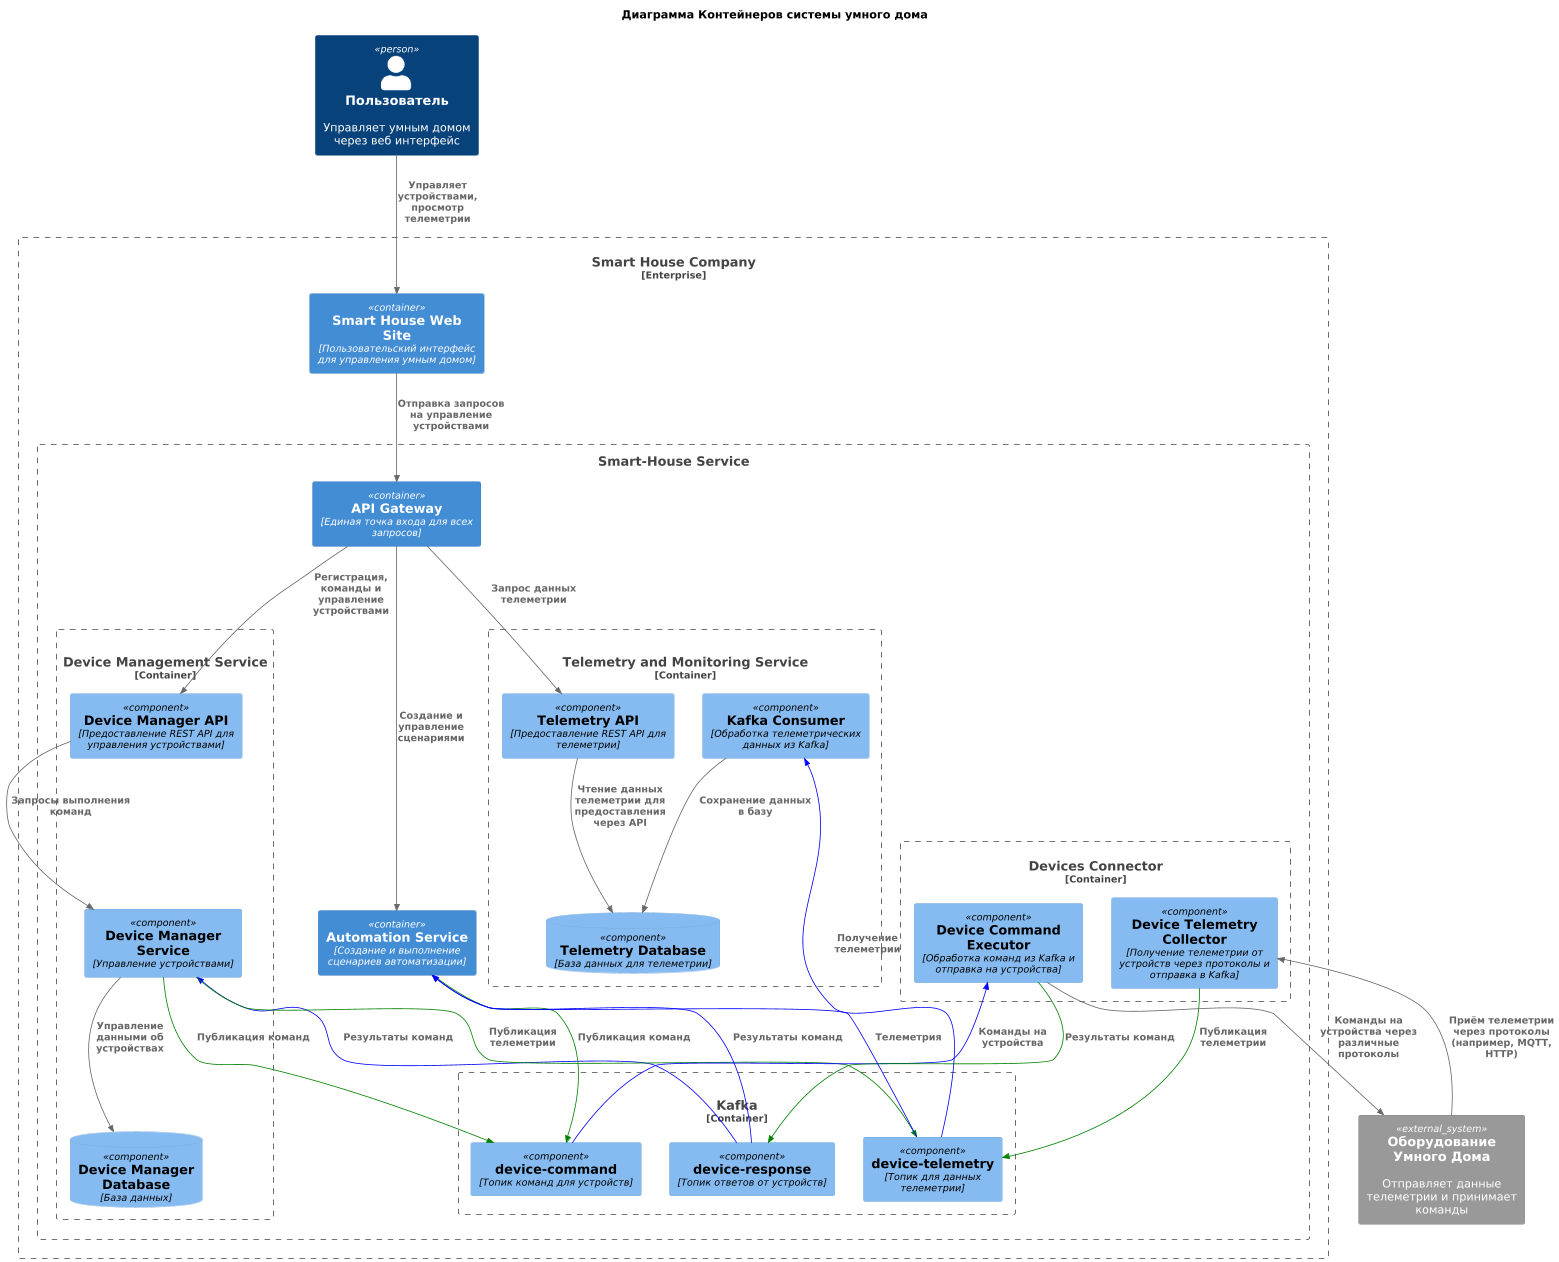 Диаграмма Контейнеров системы умного дома
«person»
Пользователь
Управляет умным домом
через веб интерфейс
Управляет
устройствами,
просмотр
телеметрии
Smart House Company
[Enterprise]
«container»
Smart House Web
Site
[Пользовательский интерфейс
для управления умным домом]
Отправка запросов
на управление
устройствами
Smart-House Service
«container»
API Gateway
[Единая точка входа для всех
запросов]
Регистрация,
команды и
управление
устройствами
Запрос данных
телеметрии
Device Management Service
[Container]
«component»
Device Manager API
[Предоставление REST API для
управления устройствами]
Создание и
управление
сценариями
Telemetry and Monitoring Service
[Container]
«component»
Telemetry API
[Предоставление REST API для
телеметрии]
«component»
Kafka Consumer
[Обработка телеметрических
данных из Kafka]
Запросы выполнения
команд
Чтение данных
телеметрии для
предоставления
через API
Сохранение данных
в базу
Devices Connector
[Container]
«component»
Device Manager
Service
[Управление устройствами]
«container»
Automation Service
[Создание и выполнение
сценариев автоматизации]
«component»
Telemetry Database
[База данных для телеметрии]
Получение
телеметрии
«component»
Device Command
Executor
[Обработка команд из Kafka и
отправка на устройства]
«component»
Device Telemetry
Collector
[Получение телеметрии от
устройств через протоколы и
отправка в Kafka]
Управление
данными об
устройствах
Публикация команд
Результаты команд
Публикация
телеметрии
Публикация команд
Результаты команд
Телеметрия
Команды на
устройства
Результаты команд
Публикация
телеметрии
Команды на
устройства через
различные
протоколы
Приём телеметрии
через протоколы
(например, MQTT,
HTTP)
Kafka
[Container]
«component»
Device Manager
Database
[База данных]
«component»
device-command
[Топик команд для устройств]
«component»
device-response
[Топик ответов от устройств]
«component»
device-telemetry
[Топик для данных
телеметрии]
«external_system»
Оборудование
Умного Дома
Отправляет данные
телеметрии и принимает
команды